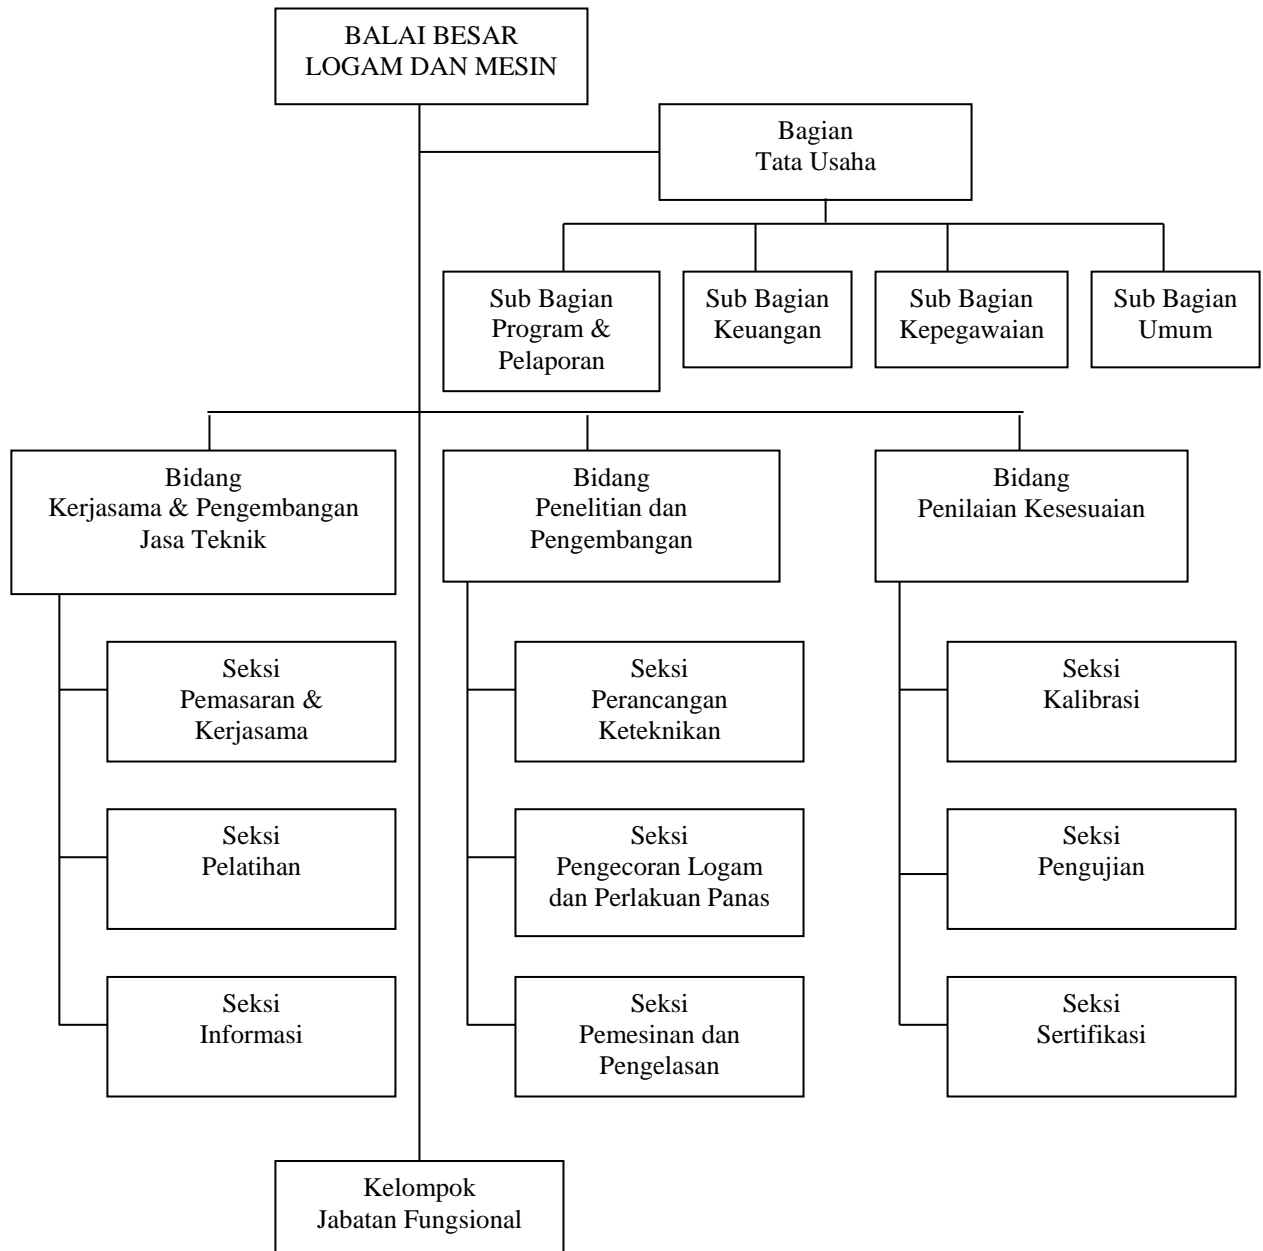 BALAI BESAR
LOGAM DAN MESIN
Bagian
Tata Usaha
Sub Bagian
Program &
Pelaporan
Sub Bagian
Keuangan
Sub Bagian
Kepegawaian
Sub Bagian
Umum
Bidang
Kerjasama & Pengembangan
Jasa Teknik
Bidang
Penelitian dan
Pengembangan
Bidang
Penilaian Kesesuaian
Seksi
Pemasaran &
Kerjasama
Seksi
Perancangan
Keteknikan
Seksi
Kalibrasi
Seksi
Pelatihan
Seksi
Pengecoran Logam
dan Perlakuan Panas
Seksi
Pengujian
Seksi
Informasi
Seksi
Pemesinan dan
Pengelasan
Seksi
Sertifikasi
Kelompok
Jabatan Fungsional